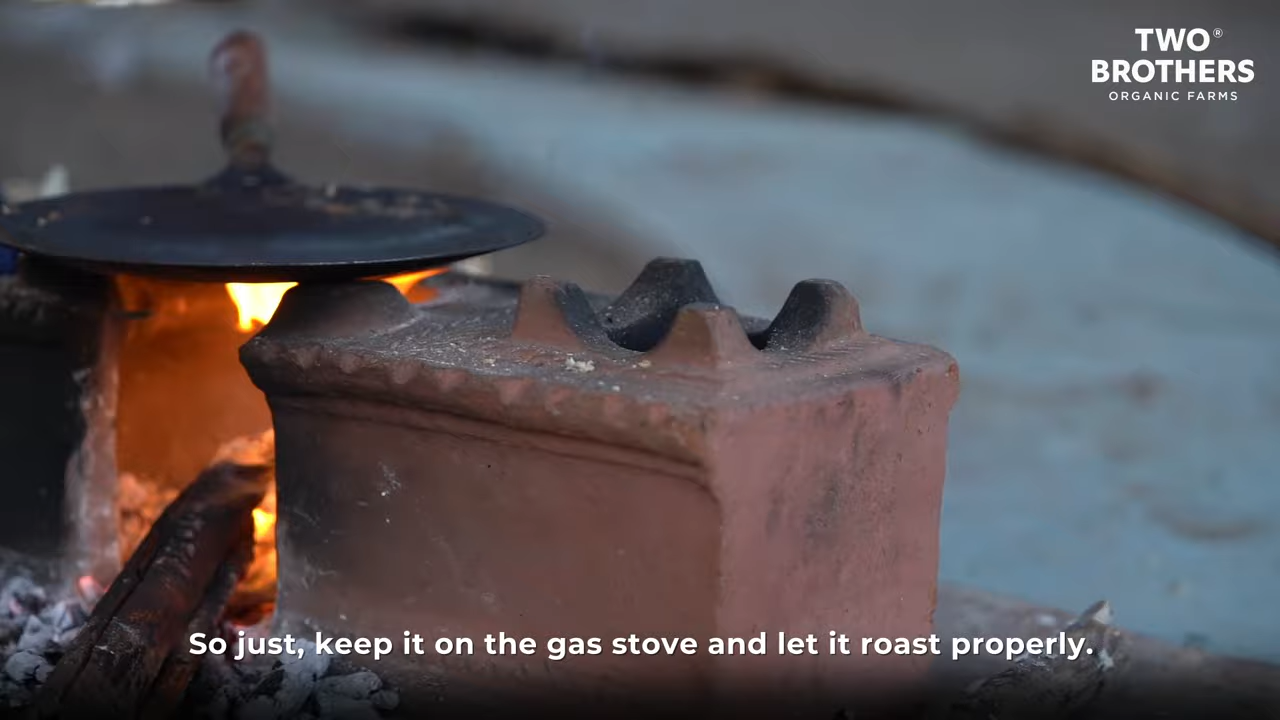 TWO®
BROTHERS
ORGANIC FARMS
So just, keep it on the gas stove and let it roast properly.